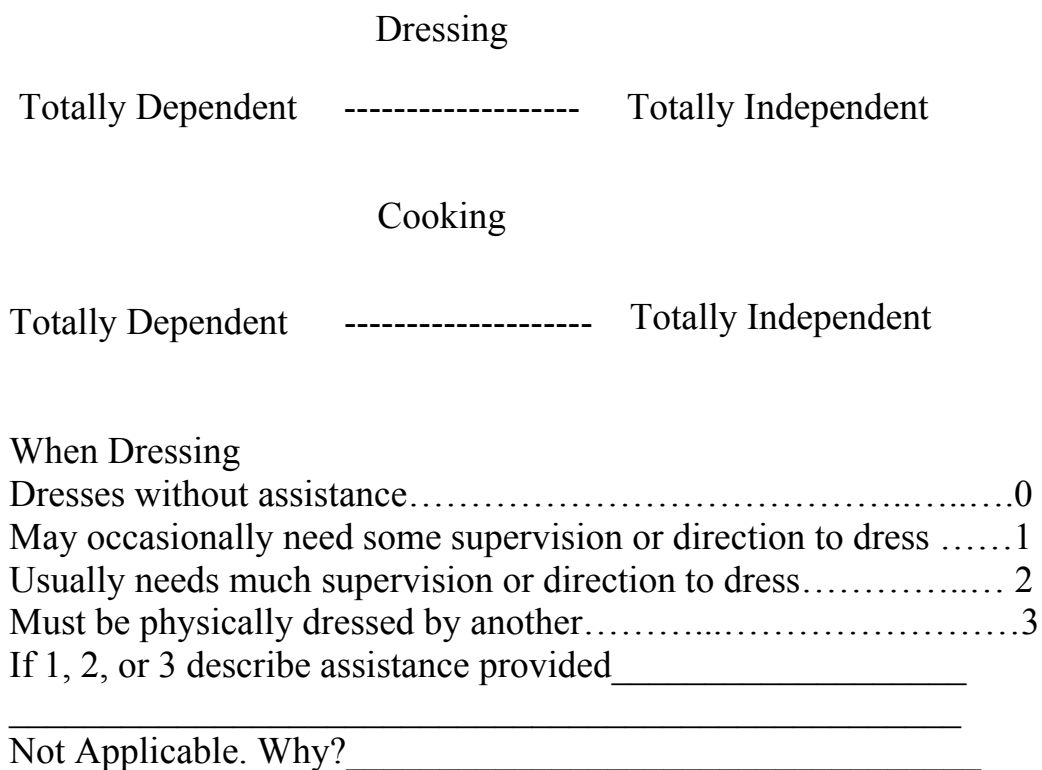 Dressing
Totally Dependent ------------------- Totally Independent
Cooking
Totally Dependent -------------------- Totally Independent
When Dressing
Dresses without assistance…………………………………..…..….0
May occasionally need some supervision or direction to dress ……1
Usually needs much supervision or direction to dress…………..… 2
Must be physically dressed by another………...……………………3
If 1, 2, or 3 describe assistance provided___________________
___________________________________________________
Not Applicable. Why?__________________________________